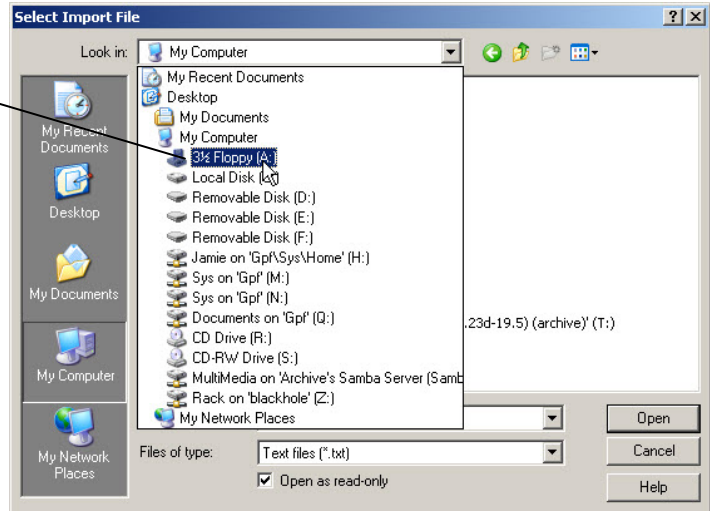 Select Import File
Look in: My Computer
My Recent Documents
Desktop
My Documents
My Computer
3½ Floppy (A:)
Local Disk
Removable Disk (D:)
Removable Disk (E:)
Removable Disk (F:)
Jamie on 'Gpf\Sys\Home' (H:)
Sys on 'Gpf' (M:)
Sys on 'Gpf' (N:)
Documents on 'Gpf' (Q:)
CD Drive (R:)
CD-RW Drive (S:)
MultiMedia on 'Archive's Samba Server (Samb
Rack on 'blackhole' (Z:)
My Network Places
.23d-19.5) (archive)' (T:)
My Recent
Documents
Desktop
My Documents
My Computer
My Network
Places
Open
Files of type: Text files (*.txt)
Cancel
Open as read-only
Help